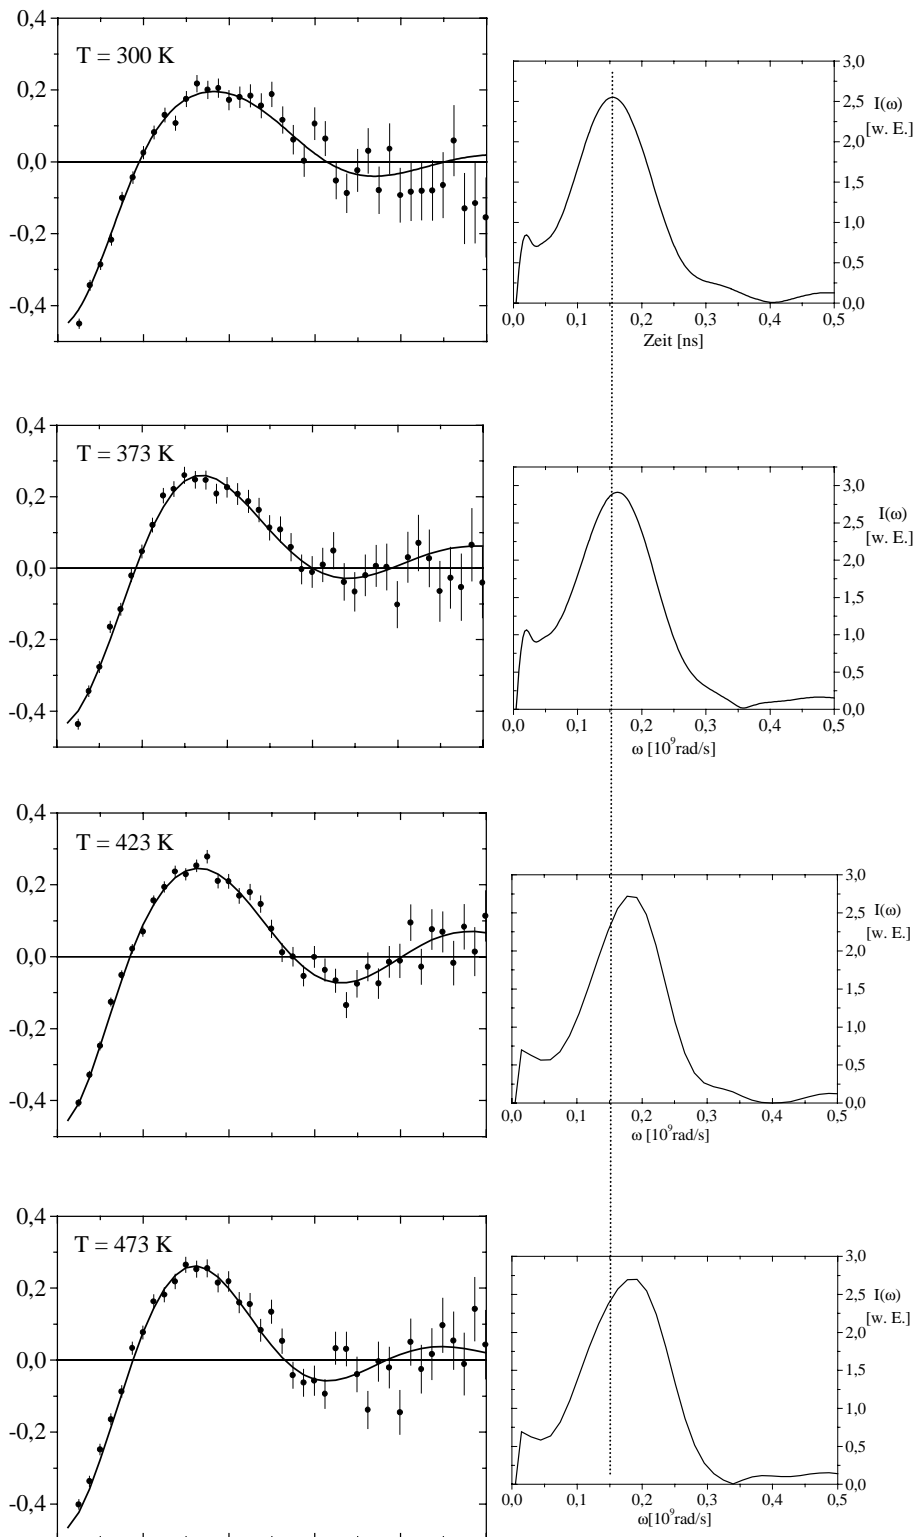 0,4
T = 300 K
0,2
0,0
-0,2
-0,4
3,0
I(ω)
2,5
[w. E.]
2,0
1,5
1,0
0,5
0,0
0,0 0,1 0,2 0,3 0,4 0,5
Zeit [ns]
0,4
T = 373 K
0,2
0,0
-0,2
-0,4
3,0
I(ω)
2,5
[w. E.]
2,0
1,5
1,0
0,5
0,0
0,0 0,1 0,2 0,3 0,4 0,5
ω [10⁹rad/s]
0,4
T = 423 K
0,2
0,0
-0,2
-0,4
3,0
I(ω)
2,5
[w. E.]
2,0
1,5
1,0
0,5
0,0
0,0 0,1 0,2 0,3 0,4 0,5
ω [10⁹rad/s]
0,4
T = 473 K
0,2
0,0
-0,2
-0,4
3,0
I(ω)
2,5
[w. E.]
2,0
1,5
1,0
0,5
0,0
0,0 0,1 0,2 0,3 0,4 0,5
ω[10⁹rad/s]